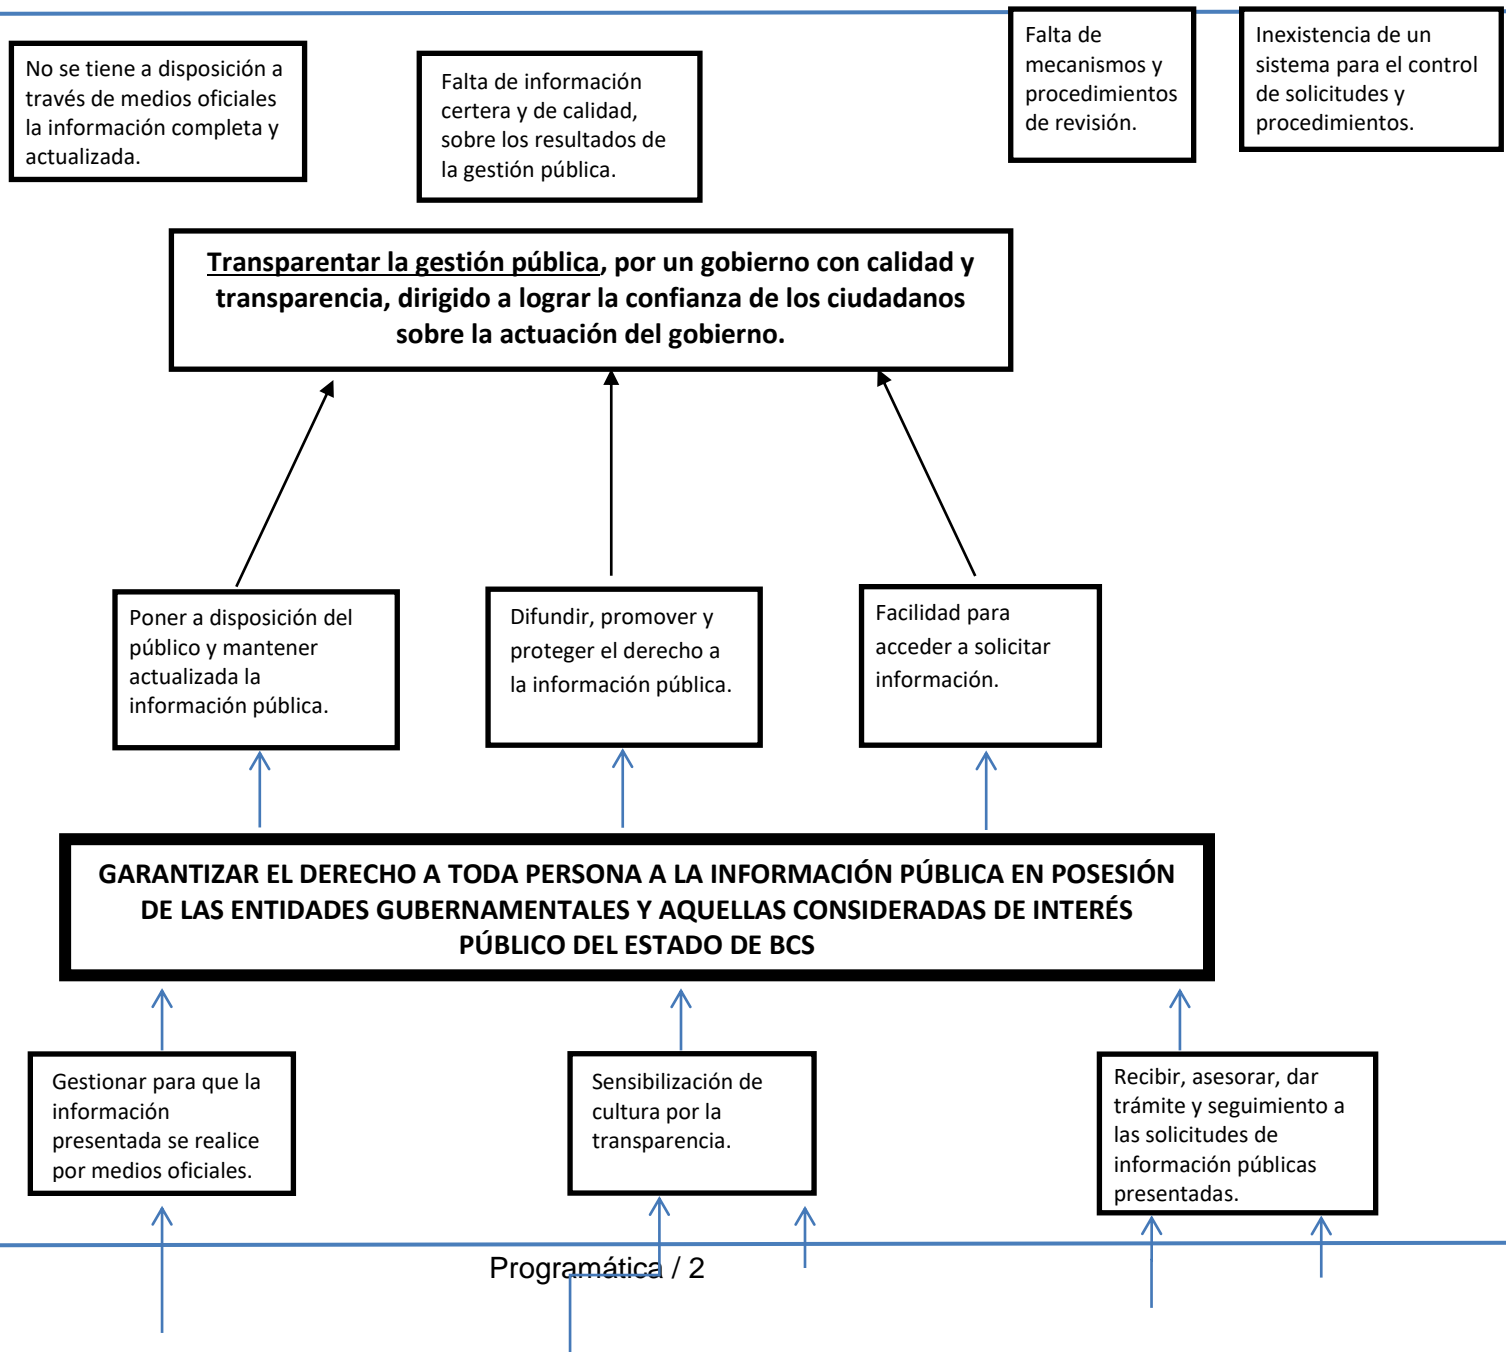 No se tiene a disposición a
través de medios oficiales
la información completa y
actualizada.
Falta de información
certera y de calidad,
sobre los resultados de
la gestión pública.
Falta de
mecanismos y
procedimientos
de revisión.
Inexistencia de un
sistema para el control
de solicitudes y
procedimientos.
Transparentar la gestión pública, por un gobierno con calidad y
transparencia, dirigido a lograr la confianza de los ciudadanos
sobre la actuación del gobierno.
Poner a disposición del
público y mantener
actualizada la
información pública.
Difundir, promover y
proteger el derecho a
la información pública.
Facilidad para
acceder a solicitar
información.
GARANTIZAR EL DERECHO A TODA PERSONA A LA INFORMACIÓN PÚBLICA EN POSESIÓN
DE LAS ENTIDADES GUBERNAMENTALES Y AQUELLAS CONSIDERADAS DE INTERÉS
PÚBLICO DEL ESTADO DE BCS
Gestionar para que la
información
presentada se realice
por medios oficiales.
Sensibilización de
cultura por la
transparencia.
Recibir, asesorar, dar
trámite y seguimiento a
las solicitudes de
información públicas
presentadas.
Programática / 2